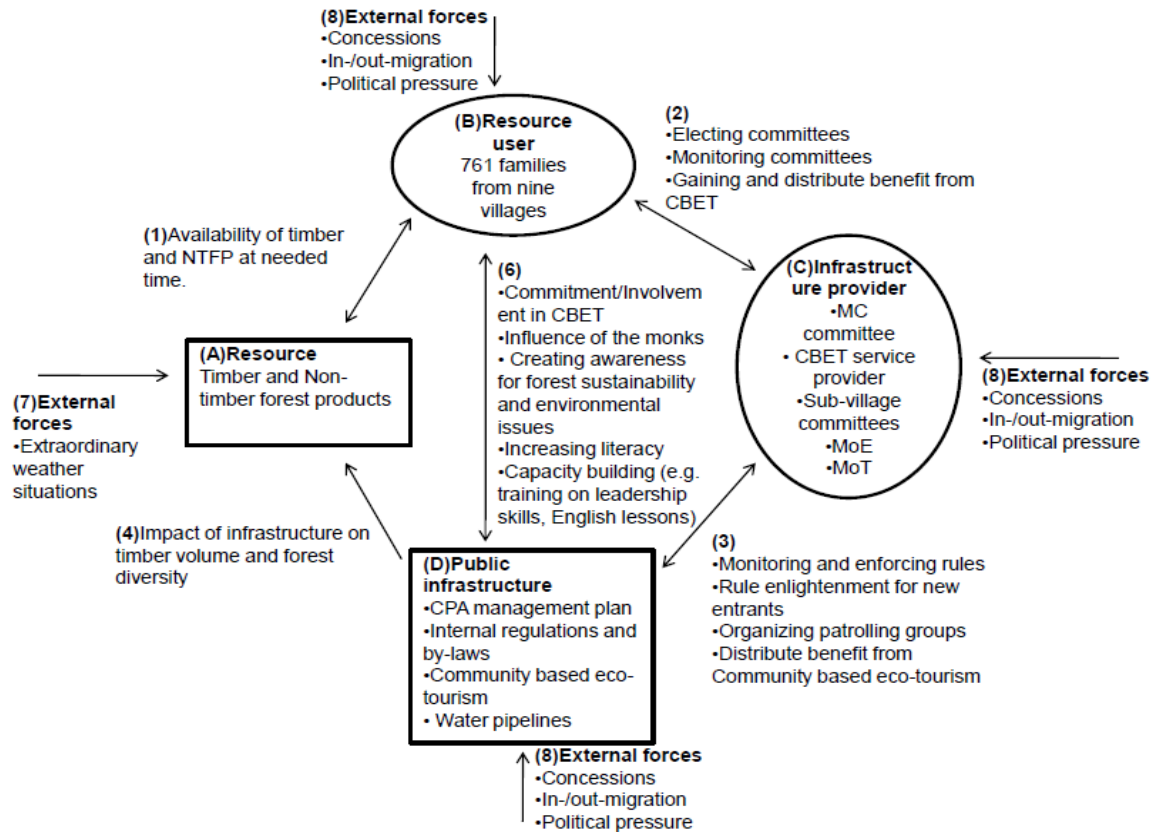 (8)External forces
•Concessions
•In-/out-migration
•Political pressure
(B)Resource
user
761 families
from nine
villages
(2)
•Electing committees
•Monitoring committees
•Gaining and distribute benefit from
CBET
(1)Availability of timber
and NTFP at needed
time.
(6)
•Commitment/Involvem
ent in CBET
•Influence of the monks
• Creating awareness
for forest sustainability
and environmental
issues
•Increasing literacy
•Capacity building (e.g.
training on leadership
skills, English lessons)
(C)Infrastruct
ure provider
•MC
committee
• CBET service
provider
•Sub-village
committees
•MoE
•MoT
(A)Resource
Timber and Non-
timber forest products
(7)External
forces
•Extraordinary
weather
situations
(8)External forces
•Concessions
•In-/out-migration
•Political pressure
(4)Impact of infrastructure on
timber volume and forest
diversity
(D)Public
infrastructure
•CPA management plan
•Internal regulations and
by-laws
•Community based eco-
tourism
• Water pipelines
(3)
•Monitoring and enforcing rules
•Rule enlightenment for new
entrants
•Organizing patrolling groups
•Distribute benefit from
Community based eco-tourism
(8)External forces
•Concessions
•In-/out-migration
•Political pressure